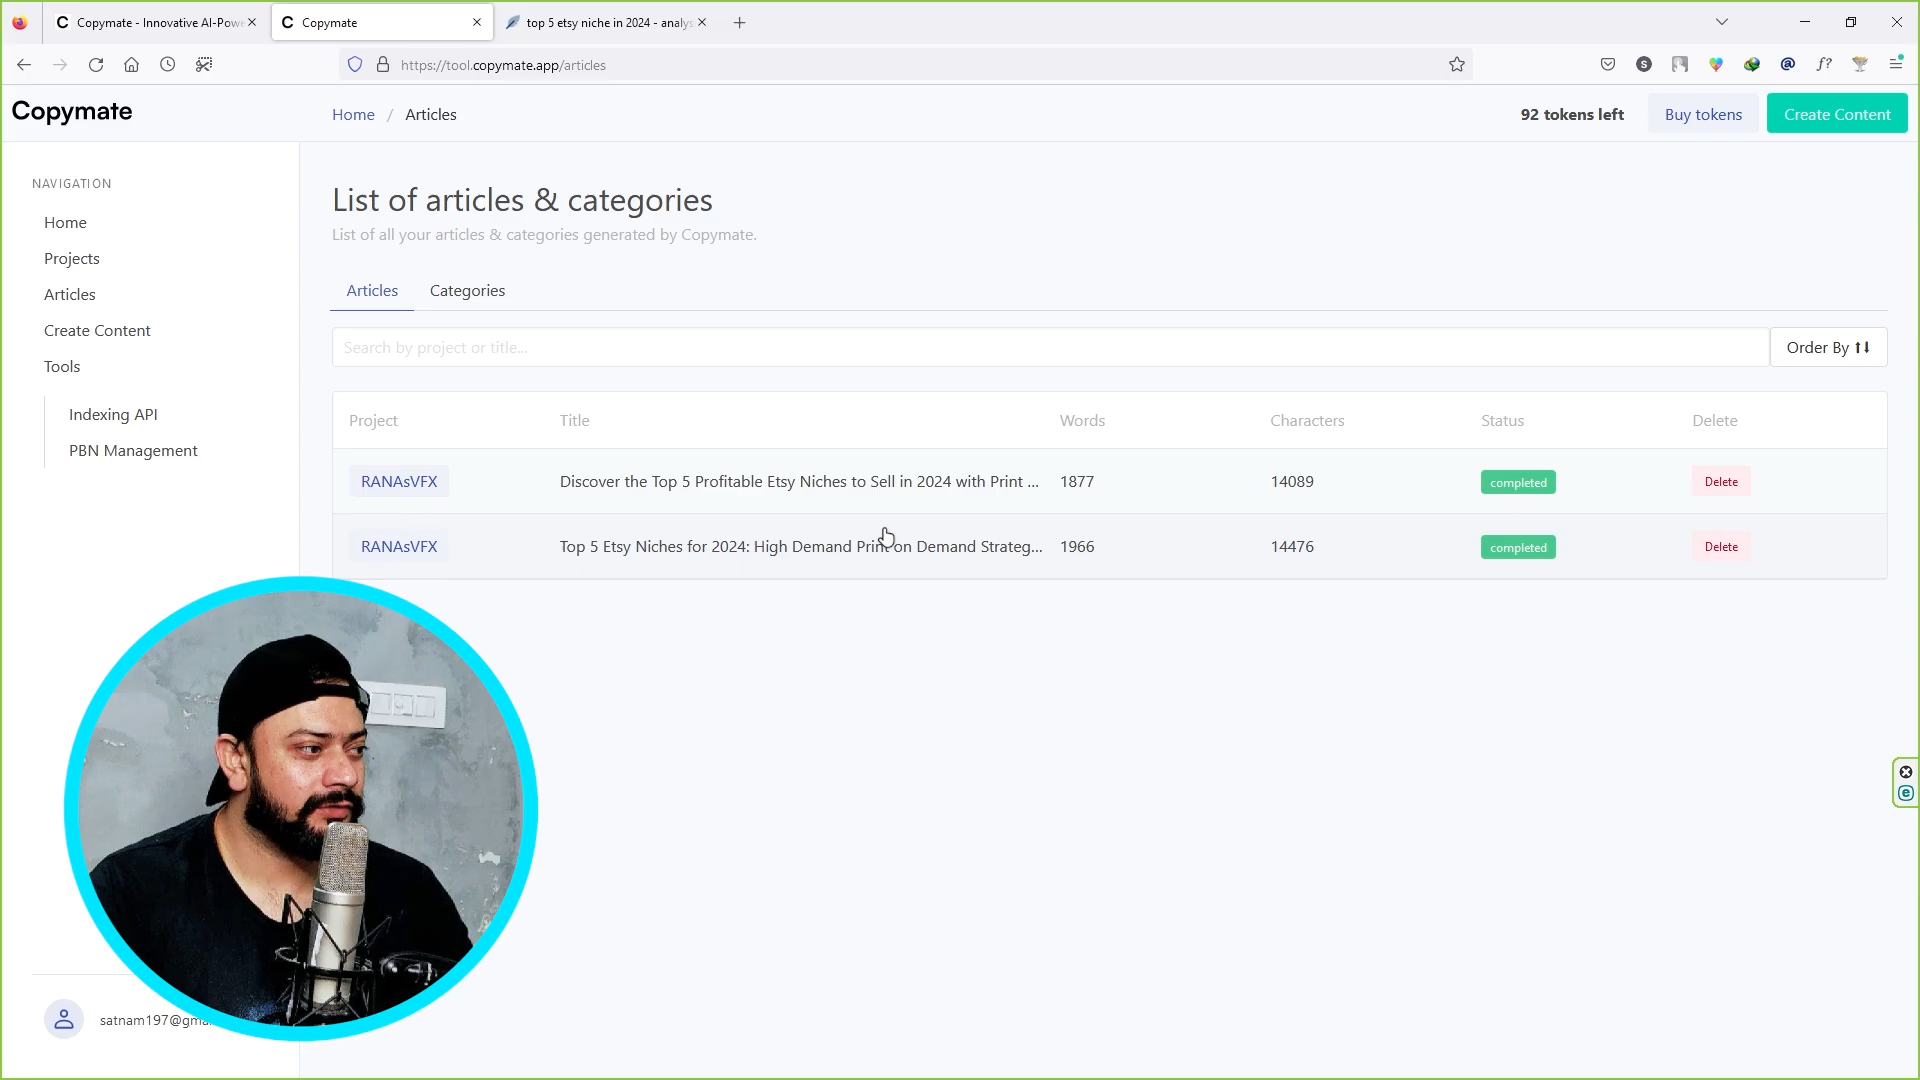 Copymate - Innovative AI-Powe
Copymate
top 5 etsy niche in 2024 - analys
https://tool.copymate.app/articles
Copymate
Home / Articles
92 tokens left
Buy tokens
Create Content
NAVIGATION
Home
Projects
Articles
Create Content
Tools
Indexing API
PBN Management
List of articles & categories
List of all your articles & categories generated by Copymate.
Articles
Categories
Search by project or title...
Order By
Project Title Words Characters Status Delete
RANAsVFX Discover the Top 5 Profitable Etsy Niches to Sell in 2024 with Print ... 1877 14089 completed Delete
RANAsVFX Top 5 Etsy Niches for 2024: High Demand Print on Demand Strateg... 1966 14476 completed Delete
satnam197@gma